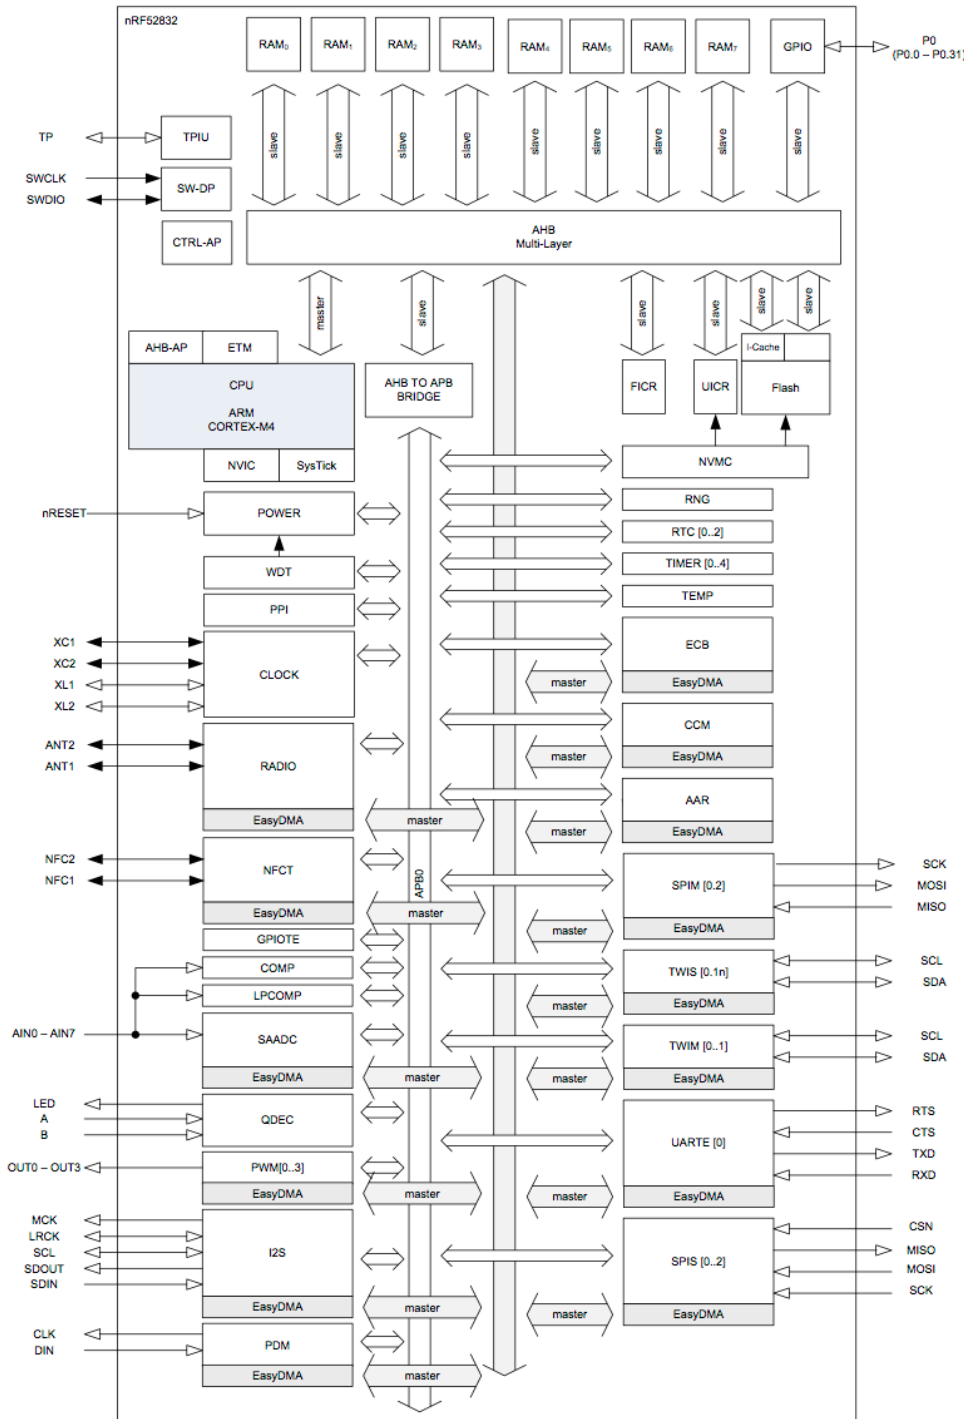 nRF52832
RAM0
RAM1
RAM2
RAM3
RAM4
RAM5
RAM6
RAM7
GPIO
P0
(P0.0 – P0.31)
slave
slave
slave
slave
slave
slave
slave
slave
slave
TP
TPIU
SWCLK
SWDIO
SW-DP
CTRL-AP
AHB
Multi-Layer
master
slave
slave
slave
slave
slave
AHB-AP
ETM
I-Cache
CPU
ARM
CORTEX-M4
AHB TO APB
BRIDGE
FICR
UICR
Flash
NVIC
SysTick
NVMC
nRESET
POWER
RNG
RTC [0..2]
WDT
TIMER [0..4]
PPI
TEMP
XC1
XC2
XL1
XL2
CLOCK
ECB
master
EasyDMA
ANT2
ANT1
RADIO
CCM
master
EasyDMA
EasyDMA
master
AAR
master
EasyDMA
NFC2
NFC1
NFCT
APB0
SPIM [0.2]
SCK
MOSI
MISO
EasyDMA
master
master
EasyDMA
GPIOTE
COMP
LPCOMP
TWIS [0.1n]
SCL
SDA
master
EasyDMA
AIN0 – AIN7
SAADC
TWIM [0..1]
SCL
SDA
EasyDMA
master
master
EasyDMA
LED
A
B
QDEC
UARTE [0]
RTS
CTS
TXD
RXD
OUT0 – OUT3
PWM[0..3]
EasyDMA
master
master
EasyDMA
MCK
LRCK
SCL
SDOUT
SDIN
I2S
SPIS [0..2]
CSN
MISO
MOSI
SCK
EasyDMA
master
master
EasyDMA
CLK
DIN
PDM
EasyDMA
master